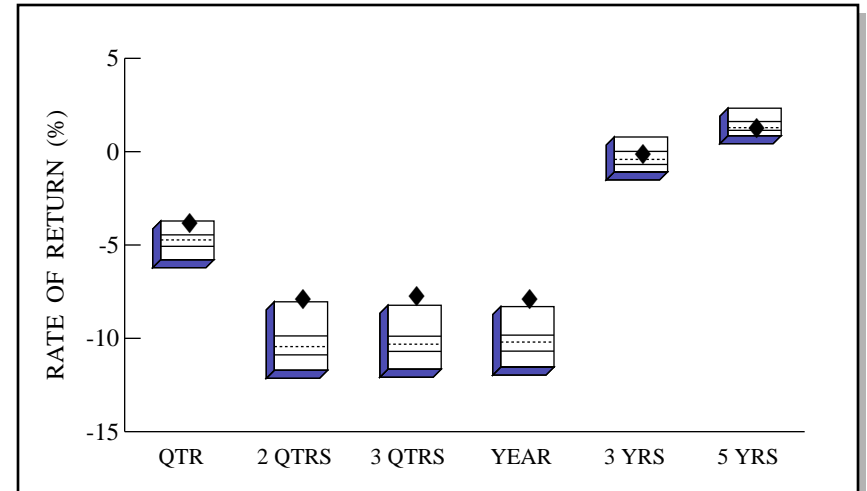 RATE OF RETURN (%)
5
0
-5
-10
-15
QTR 2 QTRS 3 QTRS YEAR 3 YRS 5 YRS